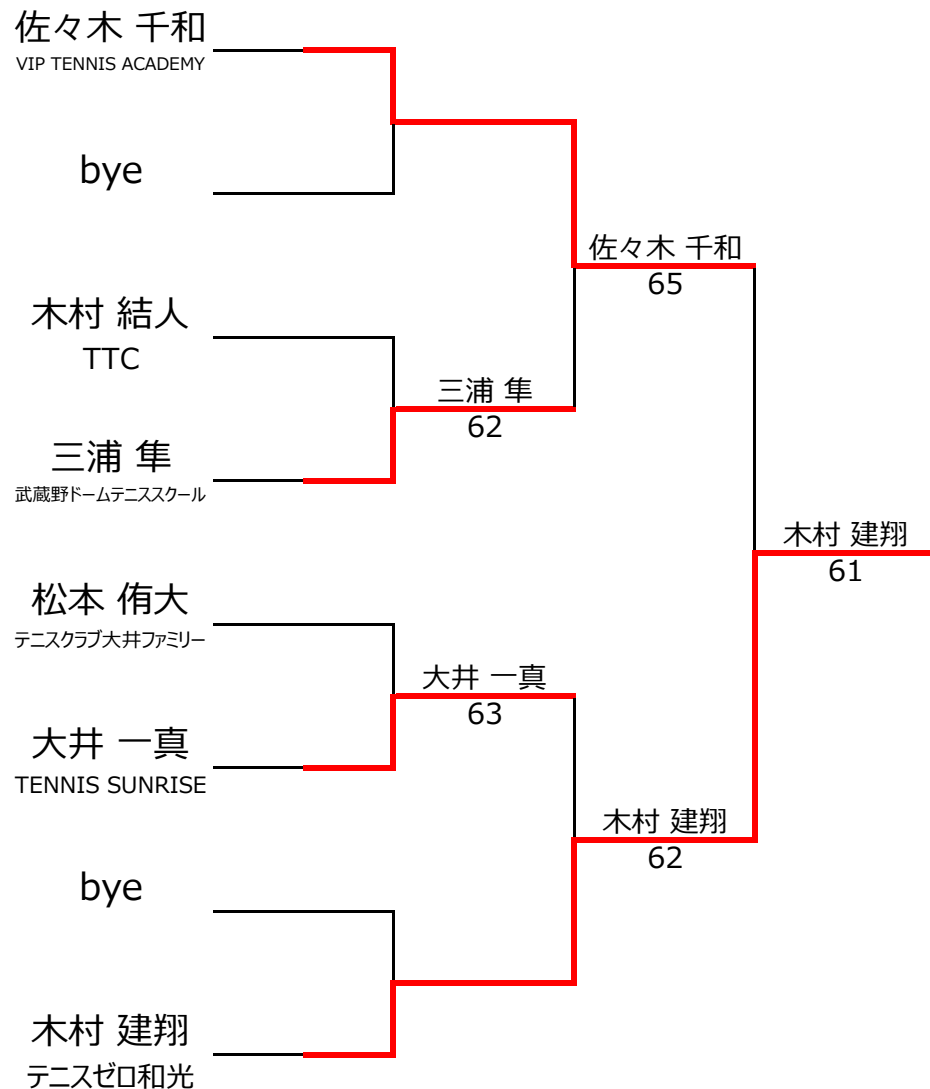 佐々木 千和
VIP TENNIS ACADEMY
bye
木村 結人
TTC
三浦 隼
武蔵野ドームテニススクール
松本 侑大
テニスクラブ大井ファミリー
大井 一真
TENNIS SUNRISE
bye
木村 建翔
テニスゼロ和光
三浦 隼
62
大井 一真
63
佐々木 千和
65
木村 建翔
62
木村 建翔
61